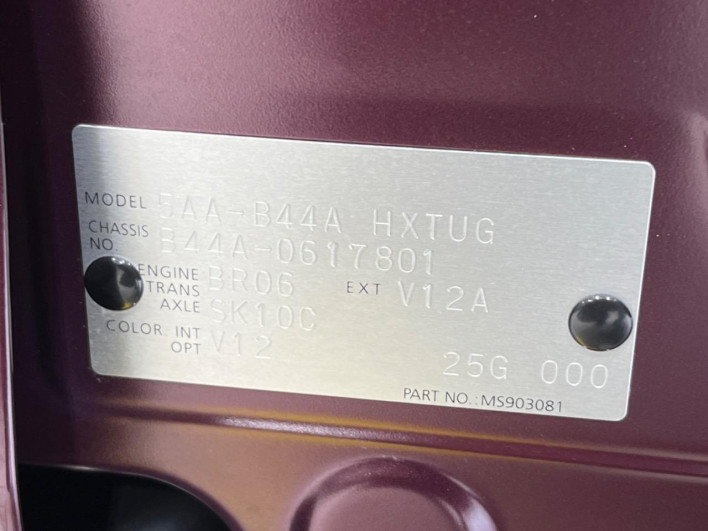 MODEL 5AA-B44A HXTUG
CHASSIS NO. B44A-0617801
ENGINE BR06 EXT V12A
TRANS AXLE SK10C
COLOR. INT V12
OPT 25G 000
PART NO.: MS903081